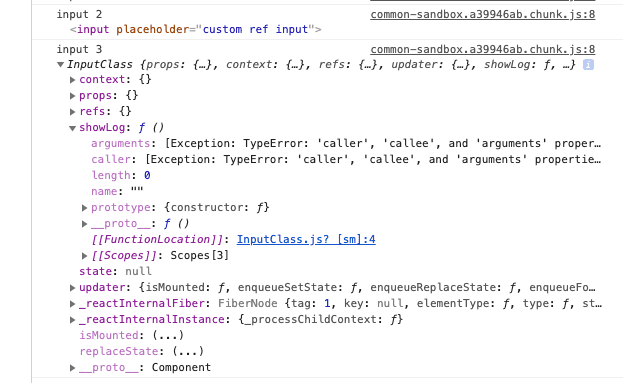 input 2 common-sandbox.a39946ab.chunk.js:8
<input placeholder="custom ref input">
input 3 common-sandbox.a39946ab.chunk.js:8
InputClass {props: {…}, context: {…}, refs: {…}, updater: {…}, showLog: ƒ, …} i
context: {}
props: {}
refs: {}
showLog: ƒ ()
arguments: [Exception: TypeError: 'caller', 'callee', and 'arguments' proper…
caller: [Exception: TypeError: 'caller', 'callee', and 'arguments' propertie…
length: 0
name: ""
prototype: {constructor: ƒ}
__proto__: ƒ ()
[[FunctionLocation]]: InputClass.js? [sm]:4
[[Scopes]]: Scopes[3]
state: null
updater: {isMounted: ƒ, enqueueSetState: ƒ, enqueueReplaceState: ƒ, enqueueFo…
_reactInternalFiber: FiberNode {tag: 1, key: null, elementType: ƒ, type: ƒ, st…
_reactInternalInstance: {_processChildContext: ƒ}
isMounted: (...)
replaceState: (...)
__proto__: Component